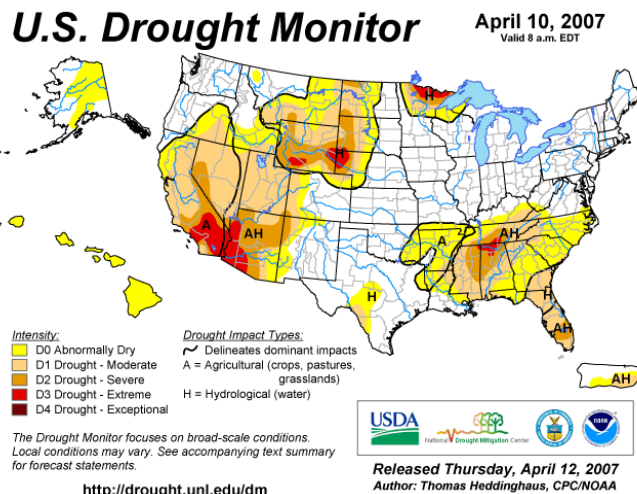 U.S. Drought Monitor
April 10, 2007
Valid 8 a.m. EDT
H
H
A
AH
A
AH
H
H
AH
AH
Intensity:
D0 Abnormally Dry
D1 Drought - Moderate
D2 Drought - Severe
D3 Drought - Extreme
D4 Drought - Exceptional
Drought Impact Types:
Delineates dominant impacts
A = Agricultural (crops, pastures,
grasslands)
H = Hydrological (water)
The Drought Monitor focuses on broad-scale conditions.
Local conditions may vary. See accompanying text summary
for forecast statements.
http://drought.unl.edu/dm
USDA
National Drought Mitigation Center
NOAA
Released Thursday, April 12, 2007
Author: Thomas Heddinghaus, CPC/NOAA